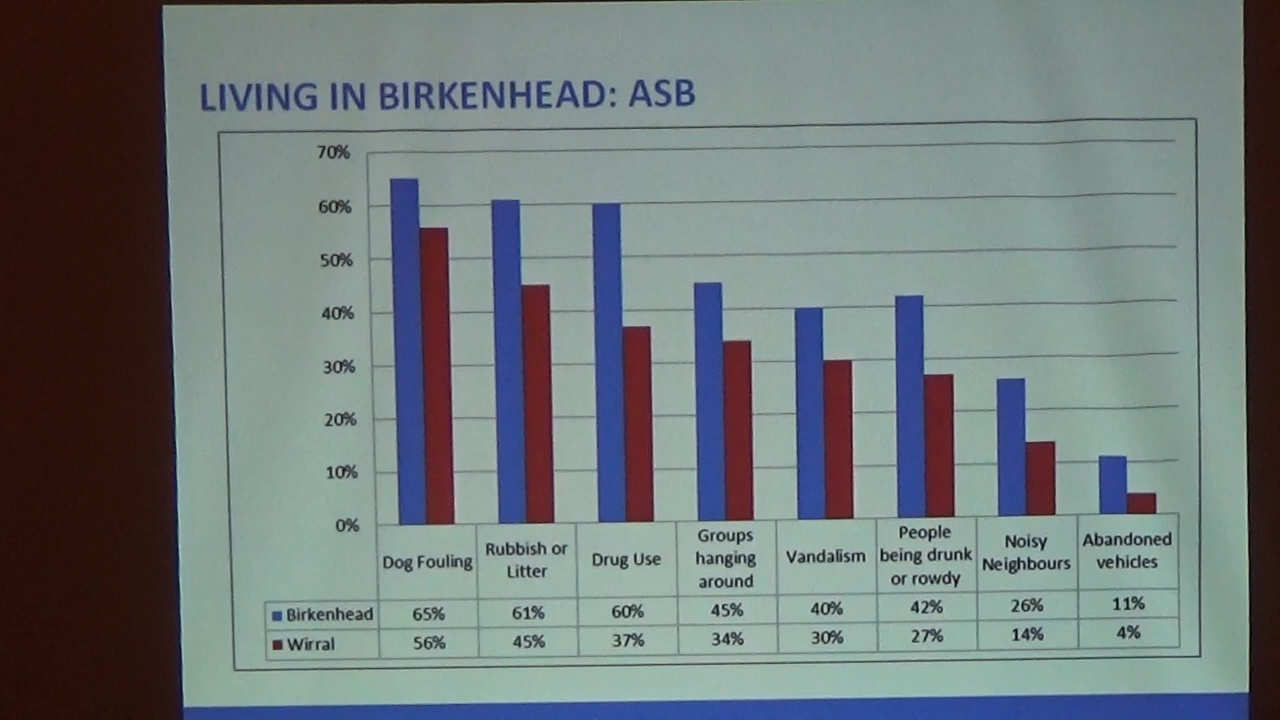 LIVING IN BIRKENHEAD: ASB
70%
60%
50%
40%
30%
20%
10%
0%
Dog Fouling
Rubbish or
Litter
Drug Use
Groups
hanging
around
Vandalism
People
being drunk
or rowdy
Noisy
Neighbours
Abandoned
vehicles
Birkenhead 65% 61% 60% 45% 40% 42% 26% 11%
Wirral 56% 45% 37% 34% 30% 27% 14% 4%